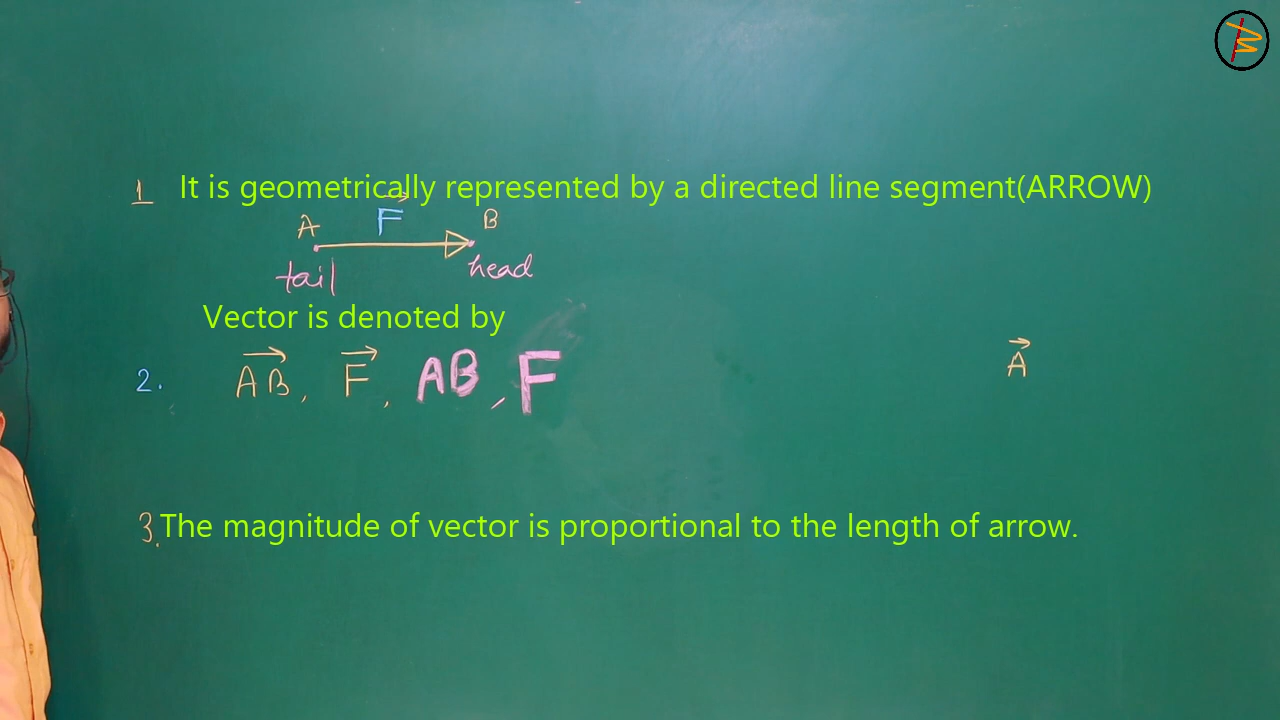 1 It is geometrically represented by a directed line segment(ARROW)
A F⃗ B
tail head
Vector is denoted by
2. A͞B⃗, F⃗, AB, F A⃗
3. The magnitude of vector is proportional to the length of arrow.